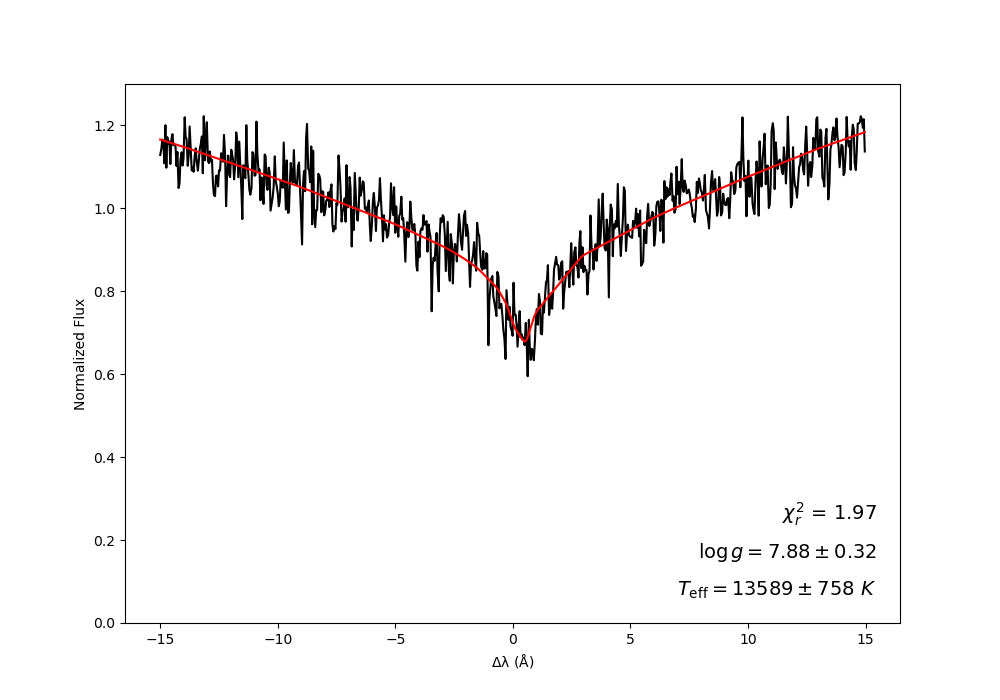 1.2
1.0
0.8
0.6
0.4
0.2
0.0
Normalized Flux
χ²ᵣ = 1.97
log g = 7.88 ± 0.32
T_eff = 13589 ± 758 K
−15 −10 −5 0 5 10 15
Δλ (Å)